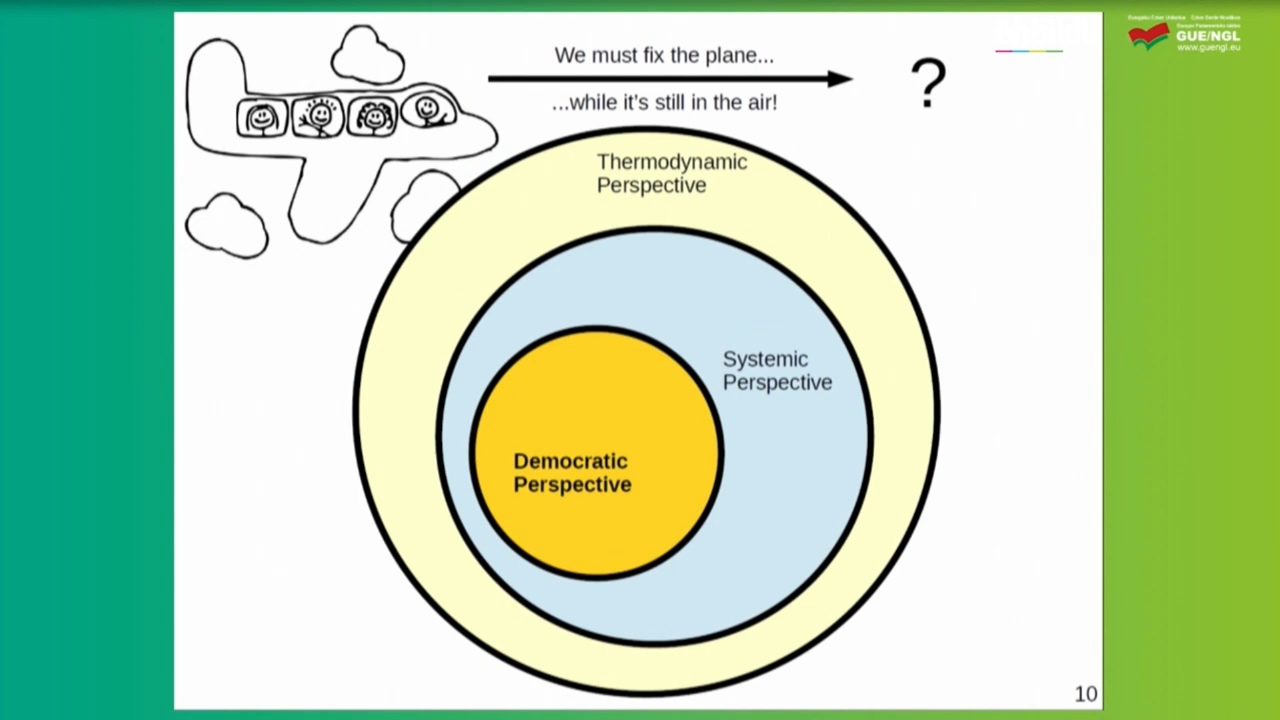 We must fix the plane...
...while it's still in the air!
?
Thermodynamic
Perspective
Systemic
Perspective
Democratic
Perspective
10
GUE/NGL
www.guengl.eu